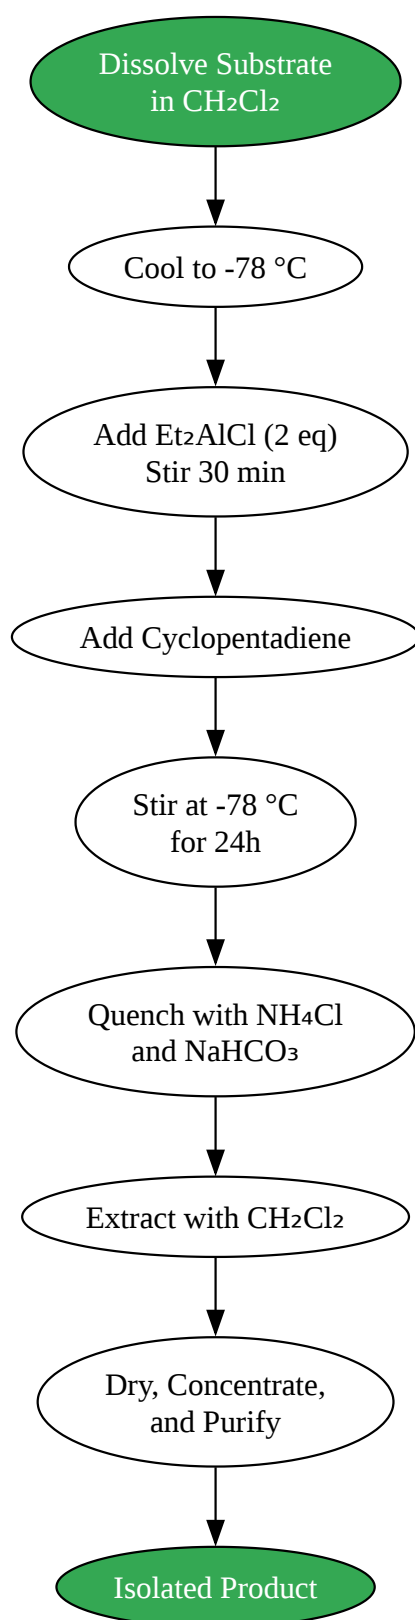 Dissolve Substrate
in CH₂Cl₂
Cool to -78 °C
Add Et₂AlCl (2 eq)
Stir 30 min
Add Cyclopentadiene
Stir at -78 °C
for 24h
Quench with NH₄Cl
and NaHCO₃
Extract with CH₂Cl₂
Dry, Concentrate,
and Purify
Isolated Product